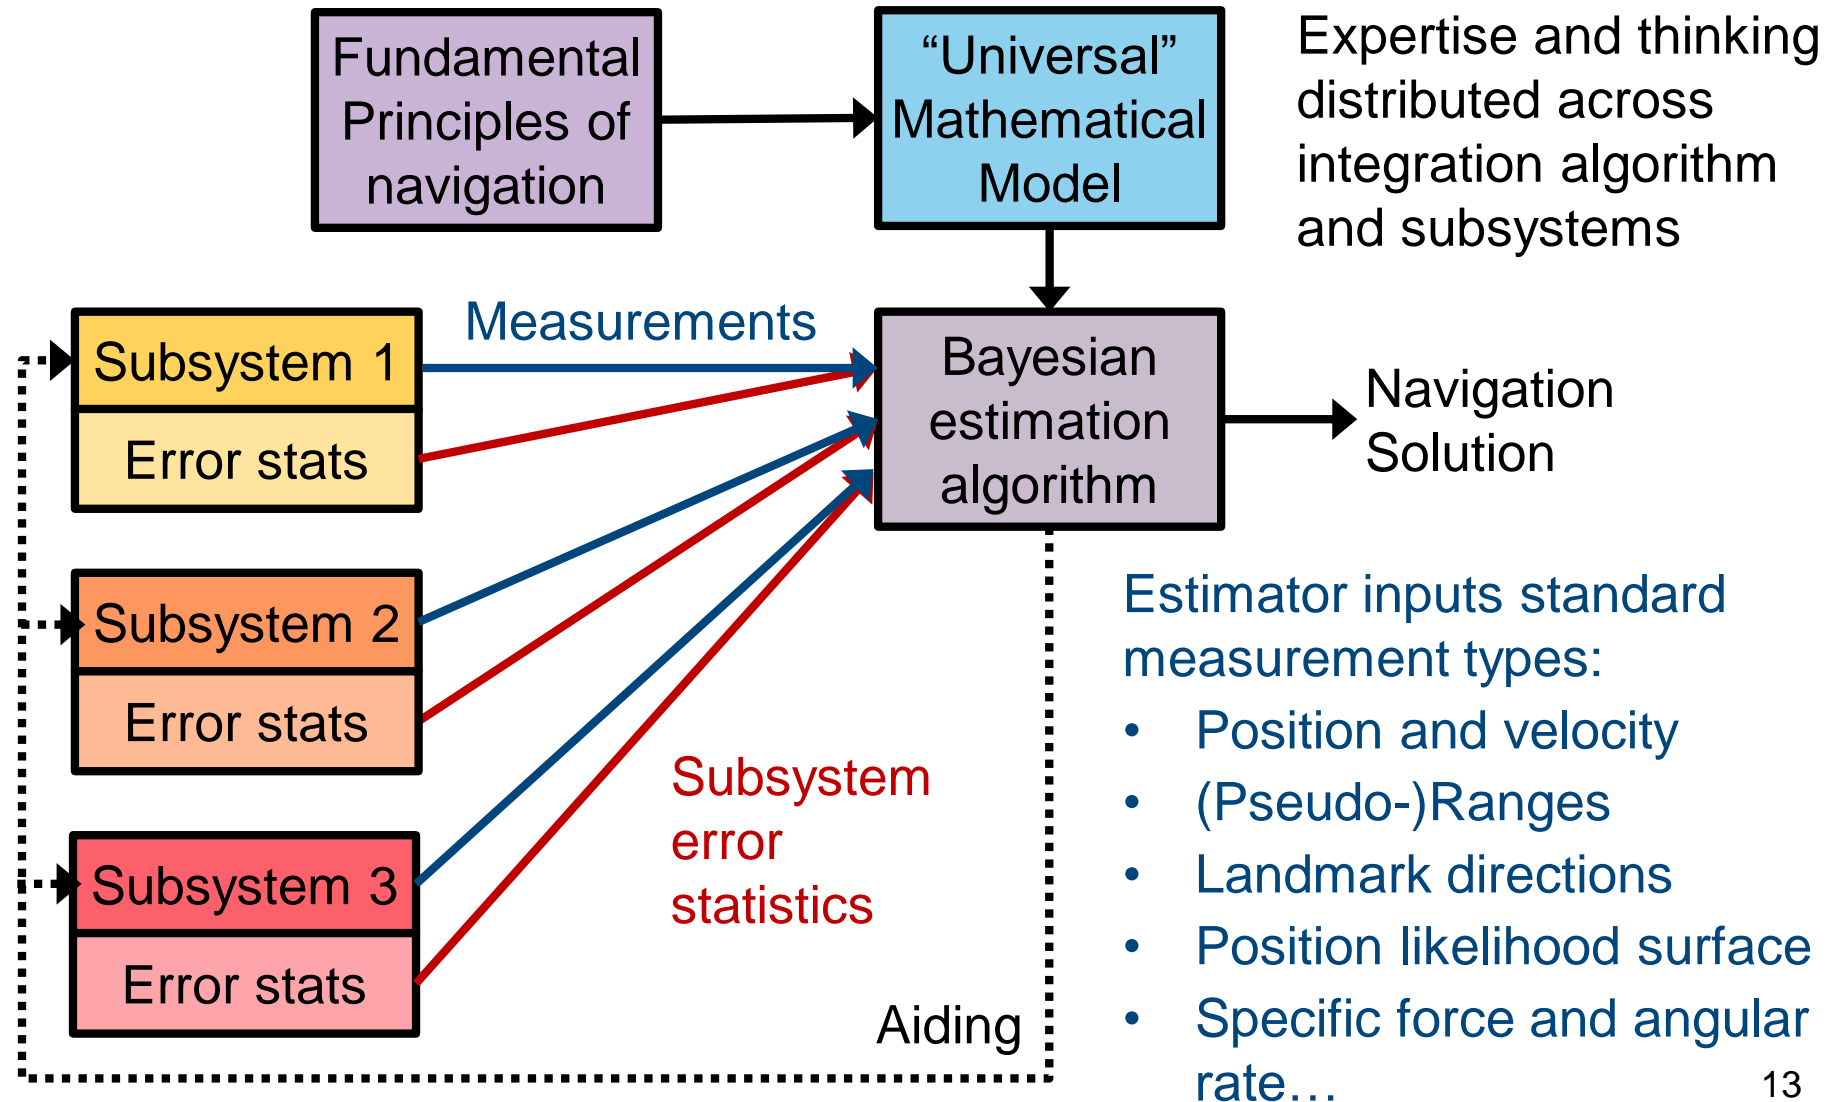 Fundamental
Principles of
navigation
“Universal”
Mathematical
Model
Expertise and thinking
distributed across
integration algorithm
and subsystems
Measurements
Subsystem 1
Error stats
Bayesian
estimation
algorithm
Navigation
Solution
Subsystem 2
Error stats
Subsystem
error
statistics
Subsystem 3
Error stats
Aiding
Estimator inputs standard
measurement types:
• Position and velocity
• (Pseudo-)Ranges
• Landmark directions
• Position likelihood surface
• Specific force and angular
rate…
13